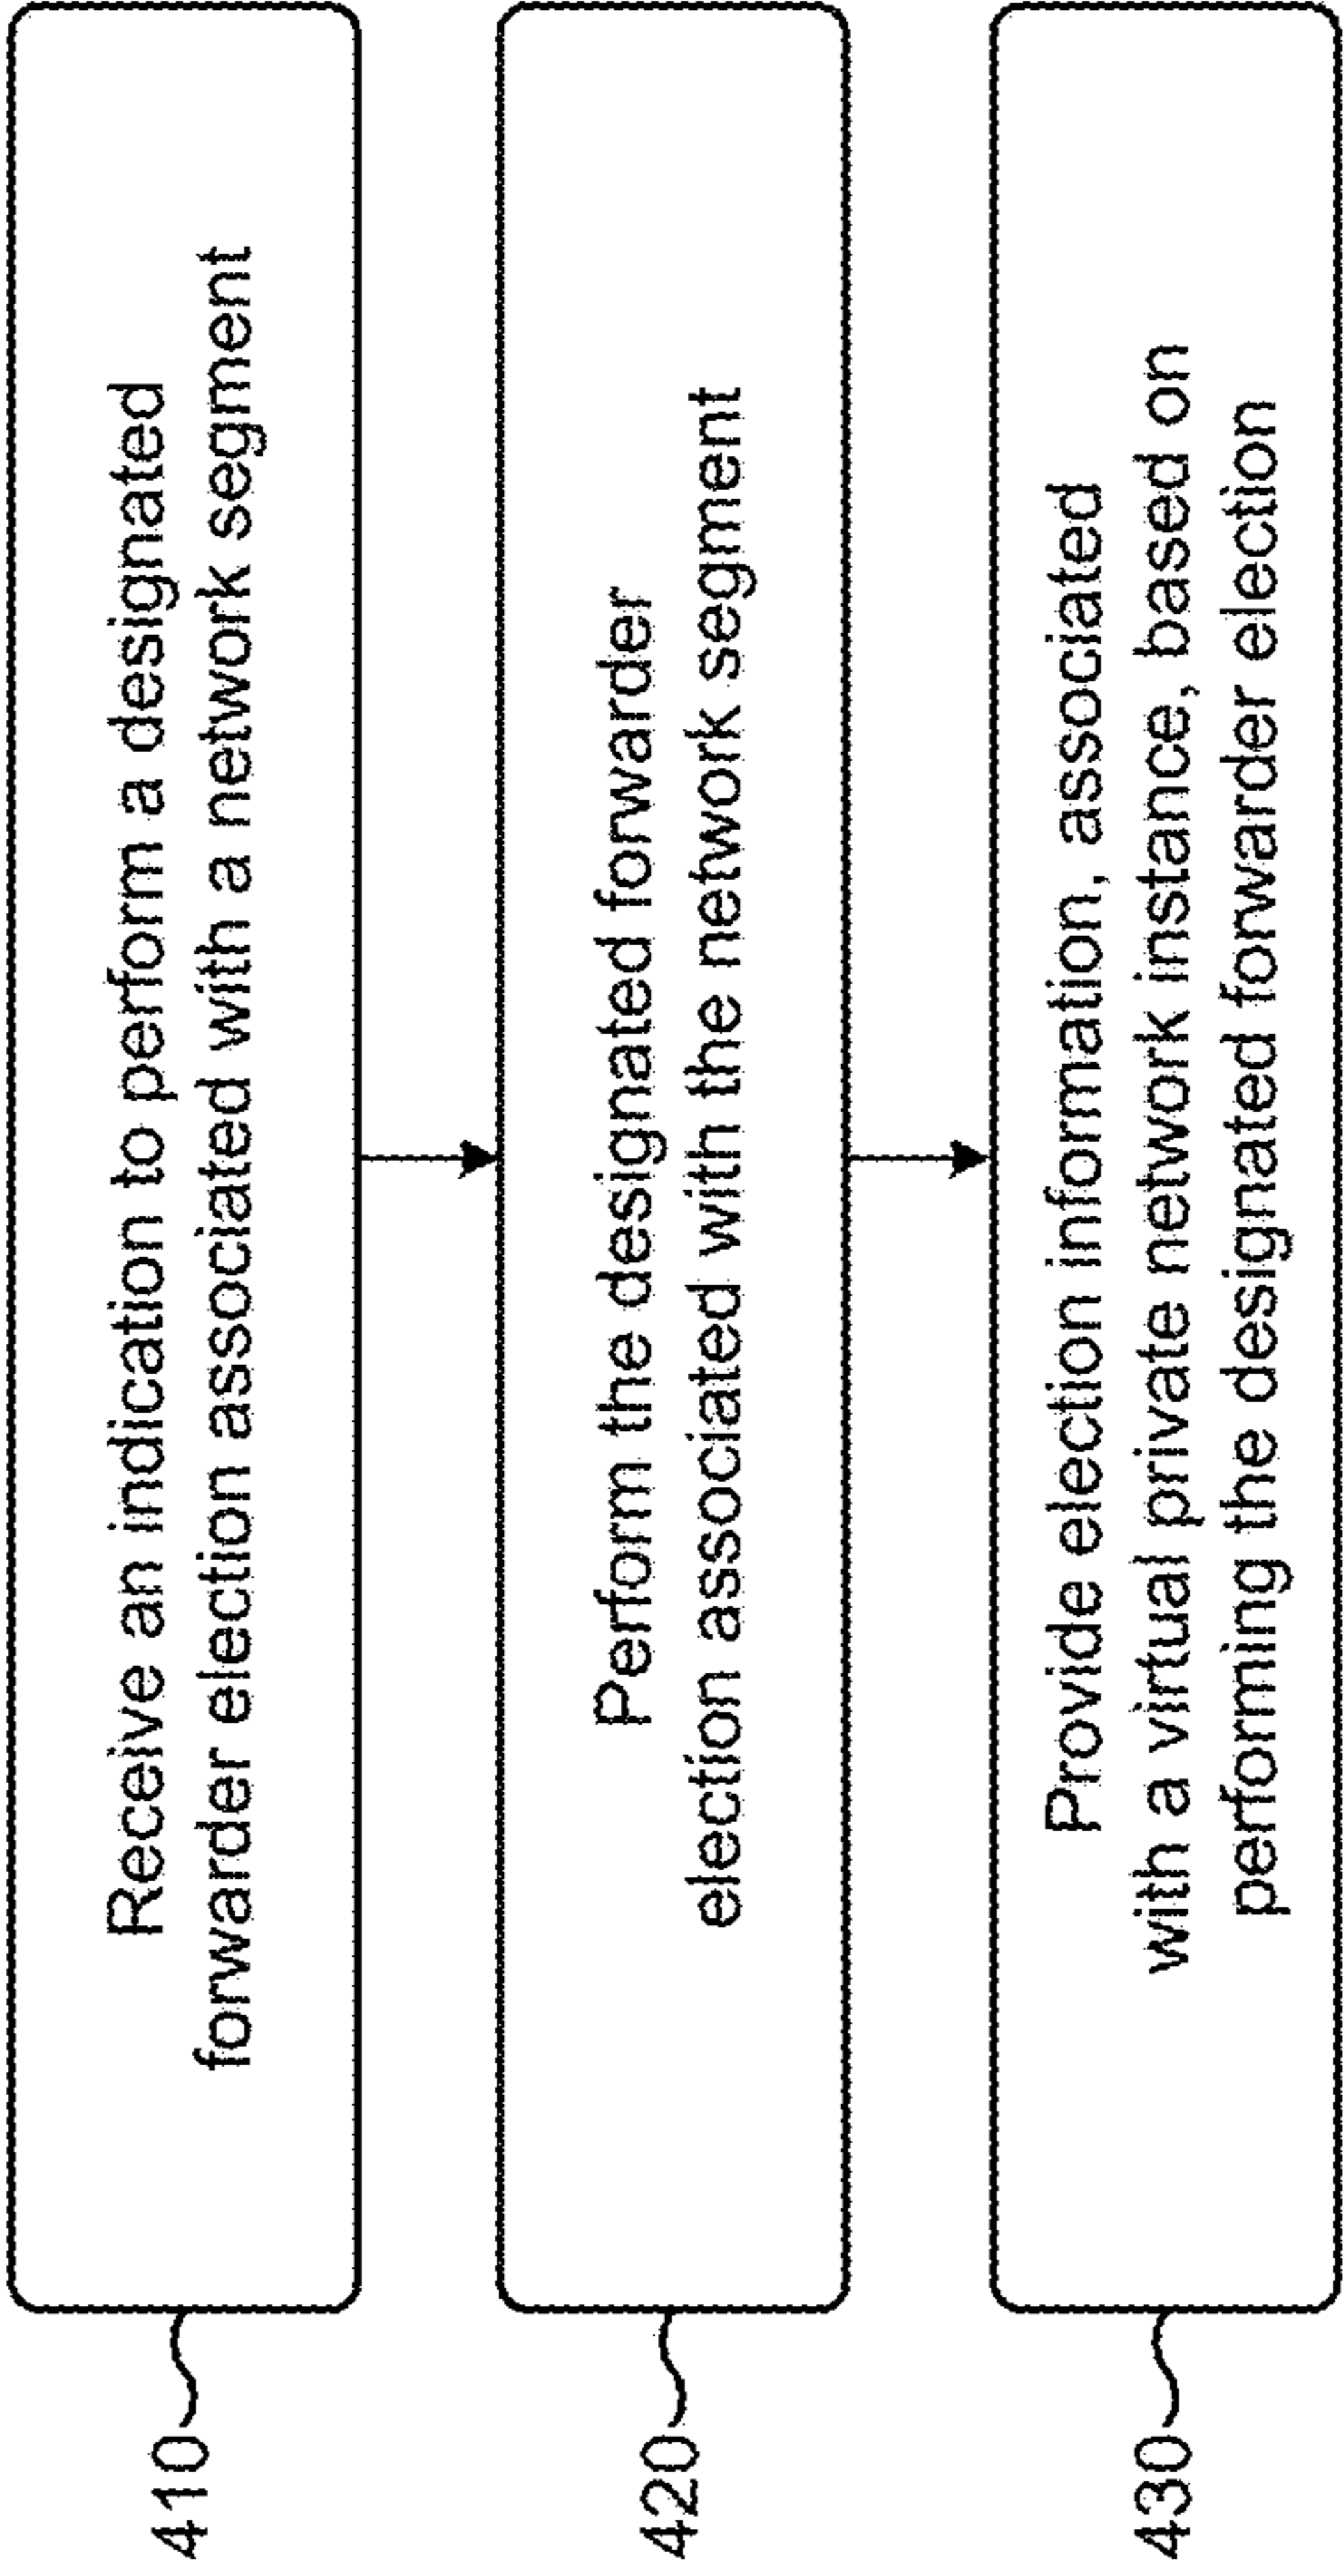 410
Receive an indication to perform a designated
forwarder election associated with a network segment
420
Perform the designated forwarder
election associated with the network segment
430
Provide election information, associated
with a virtual private network instance, based on
performing the designated forwarder election